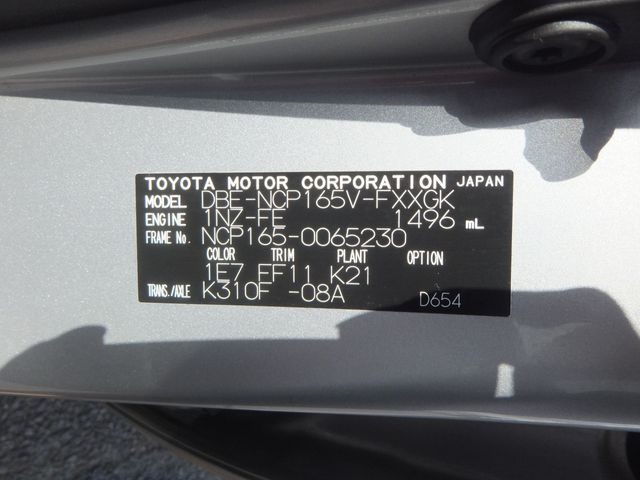 TOYOTA MOTOR CORPORATION JAPAN
MODEL DBE-NCP165V-FXXGK
ENGINE 1NZ-FE 1496 mL
FRAME No. NCP165-0065230
COLOR TRIM PLANT OPTION
1E7 FF11 K21
TRANS./AXLE K310F -08A D654